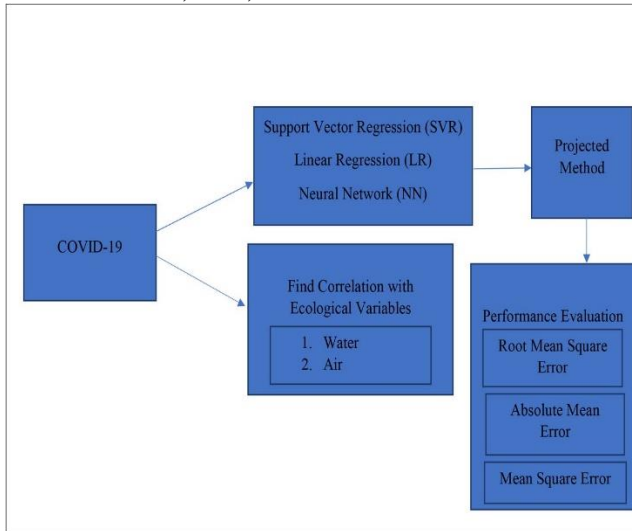 COVID-19
Support Vector Regression (SVR)
Linear Regression (LR)
Neural Network (NN)
Projected
Method
Find Correlation with
Ecological Variables
1. Water
2. Air
Performance Evaluation
Root Mean Square
Error
Absolute Mean
Error
Mean Square Error